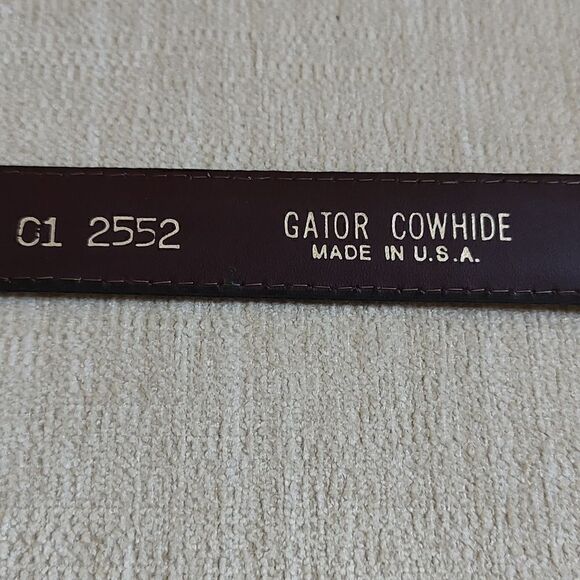 01 2552
GATOR COWHIDE
MADE IN U.S.A.